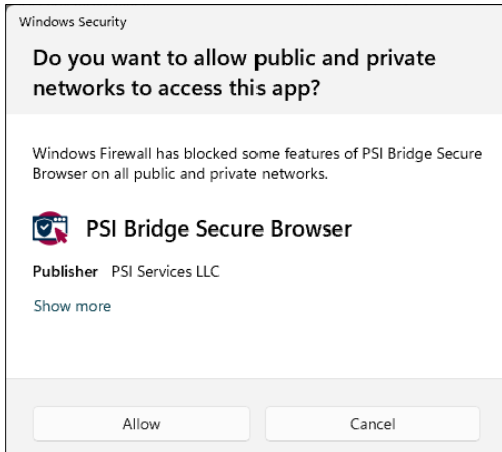 Windows Security
Do you want to allow public and private
networks to access this app?
Windows Firewall has blocked some features of PSI Bridge Secure
Browser on all public and private networks.
PSI Bridge Secure Browser
Publisher PSI Services LLC
Show more
Allow
Cancel